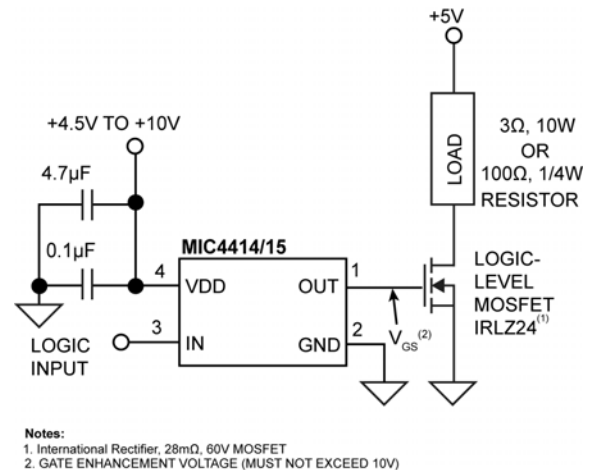 +5V
+4.5V TO +10V
4.7µF
0.1µF
3Ω, 10W
OR
100Ω, 1/4W
RESISTOR
LOAD
MIC4414/15
4
VDD
OUT
1
3
IN
GND
2
LOGIC
INPUT
VGS(2)
LOGIC-
LEVEL
MOSFET
IRLZ24(1)
Notes:
1. International Rectifier, 28mΩ, 60V MOSFET
2. GATE ENHANCEMENT VOLTAGE (MUST NOT EXCEED 10V)